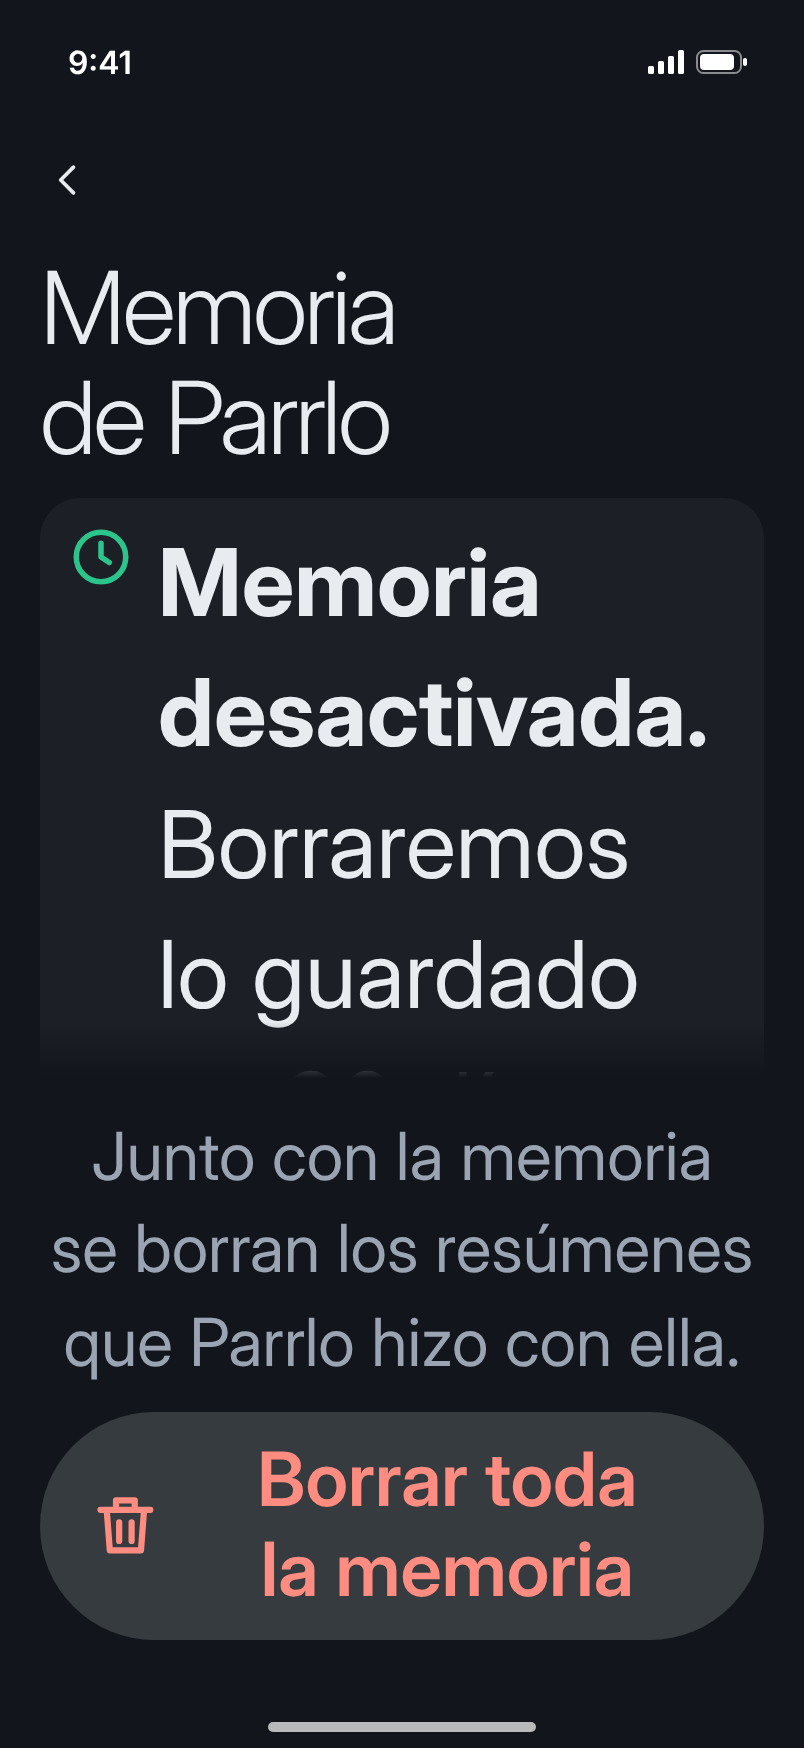 9:41
Memoria
de Parrlo
Memoria
desactivada.
Borraremos
lo guardado
Junto con la memoria
se borran los resúmenes
que Parrlo hizo con ella.
Borrar toda
la memoria